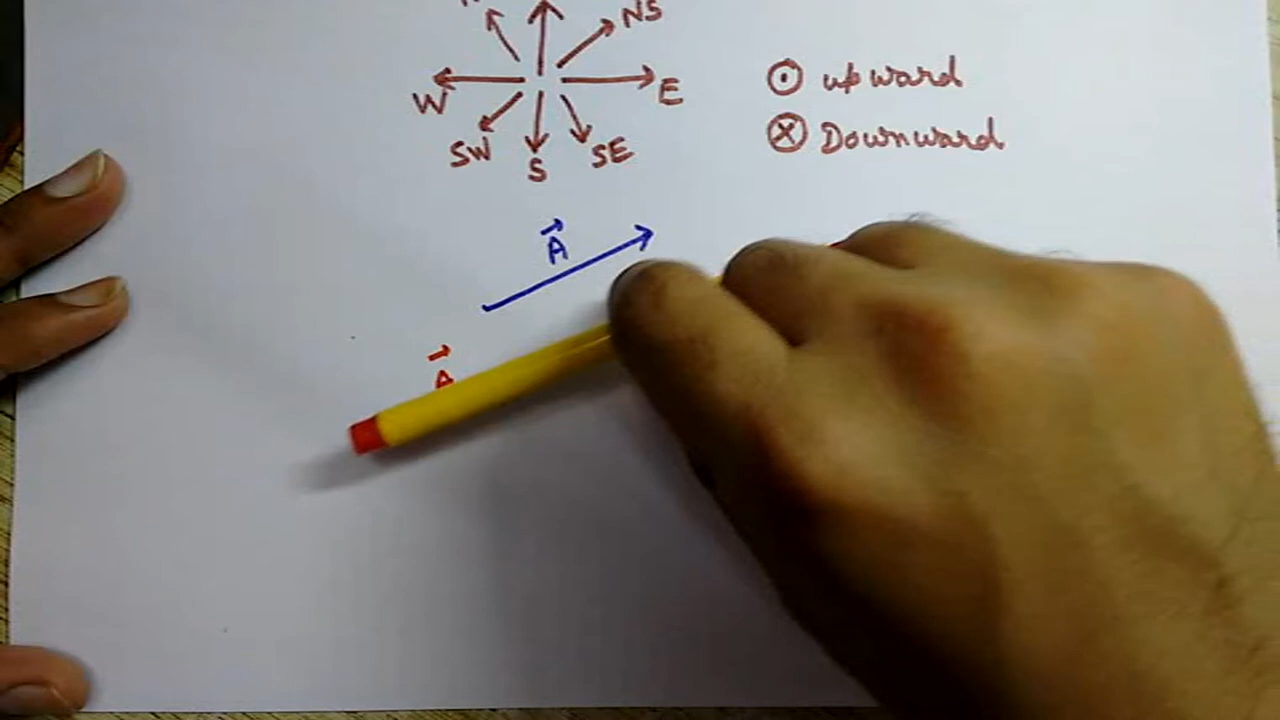 NS
W
E
SW
S
SE
⊙ upward
⊗ Downward
A⃗
A⃗